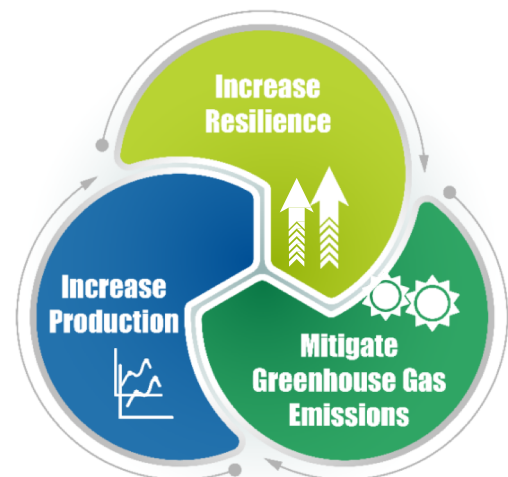 Increase
Resilience
Increase
Production
Mitigate
Greenhouse Gas
Emissions